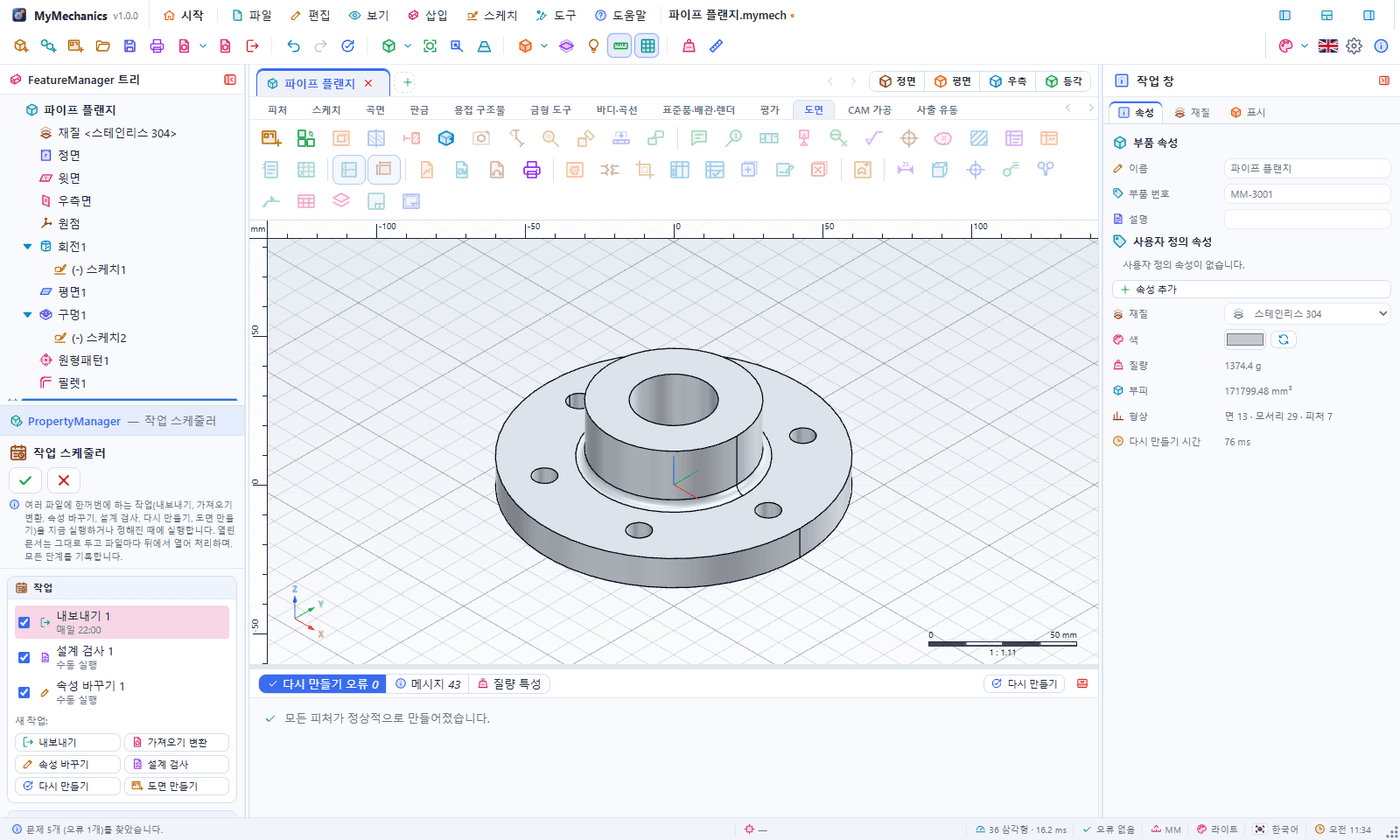 MyMechanics v1.0.0
시작
파일
편집
보기
삽입
스케치
도구
도움말
파이프 플랜지.mymech
FeatureManager 트리
파이프 플랜지
재질 <스테인리스 304>
정면
윗면
우측면
원점
회전1
(-) 스케치1
평면1
구멍1
(-) 스케치2
원형패턴1
필렛1
PropertyManager — 작업 스케줄러
작업 스케줄러
여러 파일에 한꺼번에 하는 작업(내보내기, 가져오기
변환, 속성 바꾸기, 설계 검사, 다시 만들기, 도면 만들
기)을 지금 실행하거나 정해진 때에 실행합니다. 열린
문서는 그대로 두고 파일마다 뒤에서 열어 처리하며,
모든 단계를 기록합니다.
작업
내보내기 1
매일 22:00
설계 검사 1
수동 실행
속성 바꾸기 1
수동 실행
새 작업:
내보내기
가져오기 변환
속성 바꾸기
설계 검사
다시 만들기
도면 만들기
파이프 플랜지
정면
평면
우측
등각
피처
스케치
곡면
판금
용접 구조물
금형 도구
바디·곡선
표준품·배관·렌더
평가
도면
CAM 가공
사출 유동
mm
-100
-50
0
50
100
50
0
-50
Z
Y
X
0
50 mm
1 : 1.11
다시 만들기 오류 0
메시지 43
질량 특성
다시 만들기
모든 피처가 정상적으로 만들어졌습니다.
작업 창
속성
재질
표시
부품 속성
이름
파이프 플랜지
부품 번호
MM-3001
설명
사용자 정의 속성
사용자 정의 속성이 없습니다.
속성 추가
재질
스테인리스 304
색
질량
1374.4 g
부피
171799.48 mm³
형상
면 13 · 모서리 29 · 피처 7
다시 만들기 시간
76 ms
문제 5개 (오류 1개)를 찾았습니다.
—
36 삼각형 · 16.2 ms
오류 없음
MM
라이트
한국어
오전 11:34